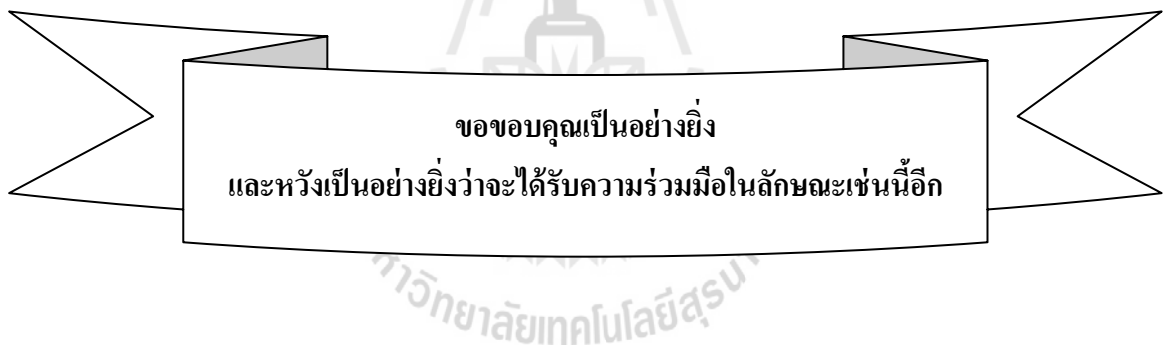 ขอขอบคุณเป็นอย่างยิ่ง
และหวังเป็นอย่างยิ่งว่าจะได้รับความร่วมมือในลักษณะเช่นนี้อีก